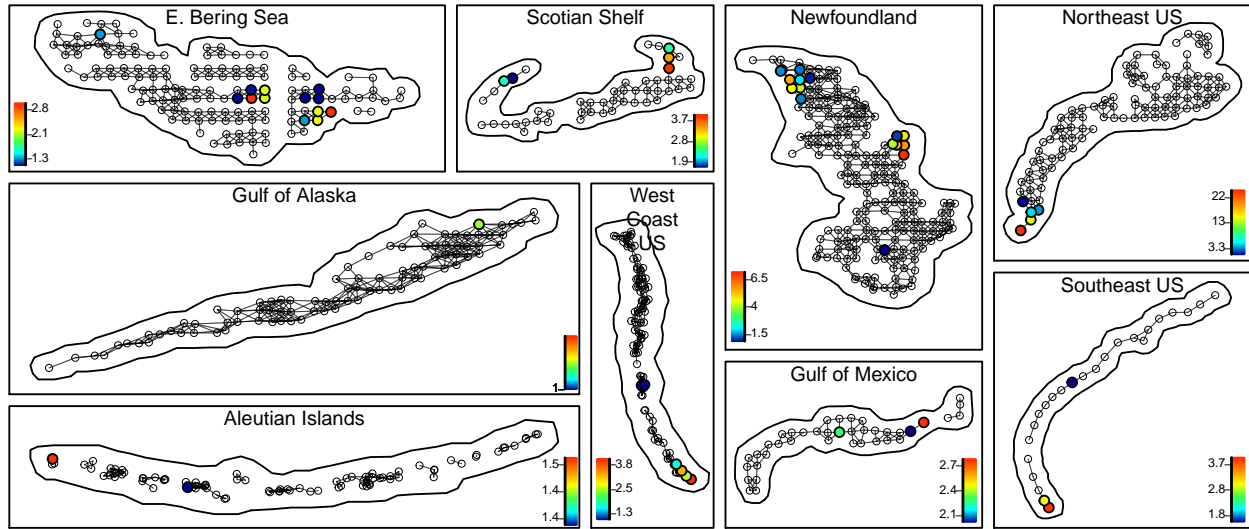 E. Bering Sea
2.8
2.1
1.3
Scotian Shelf
3.7
2.8
1.9
Newfoundland
6.5
4
1.5
Northeast US
22
13
3.3
Gulf of Alaska
1
West
Coast
US
3.8
2.5
1.3
Aleutian Islands
1.5
1.4
1.4
Gulf of Mexico
2.7
2.4
2.1
Southeast US
3.7
2.8
1.8